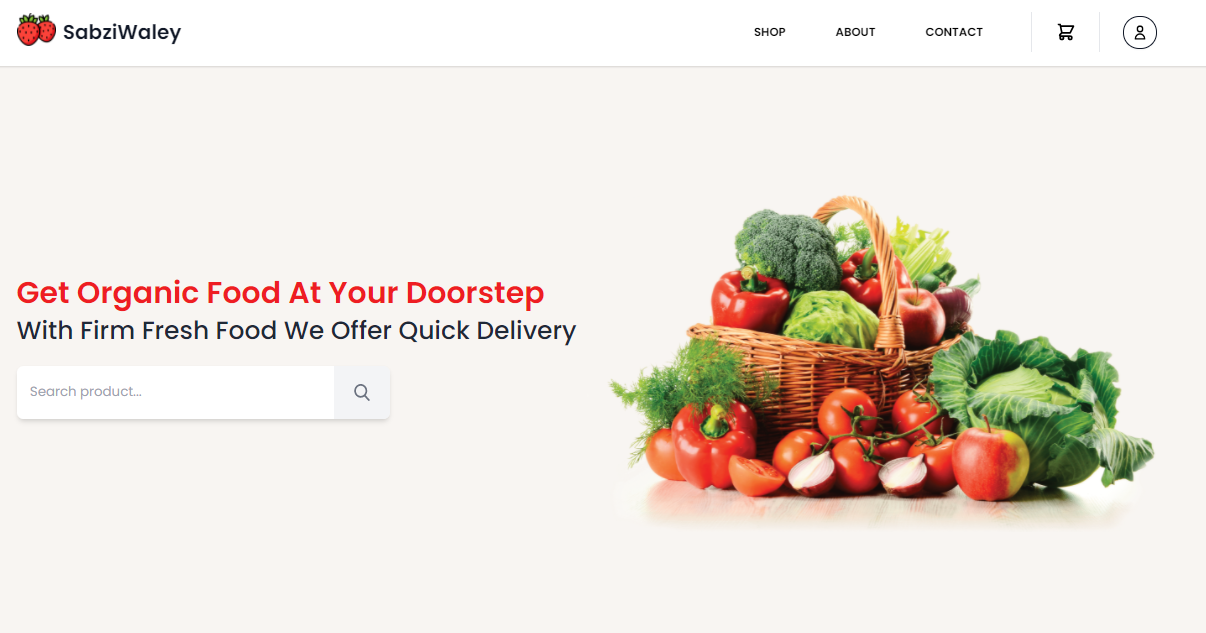 SabziWaley
SHOP ABOUT CONTACT
Get Organic Food At Your Doorstep
With Firm Fresh Food We Offer Quick Delivery
Search product...